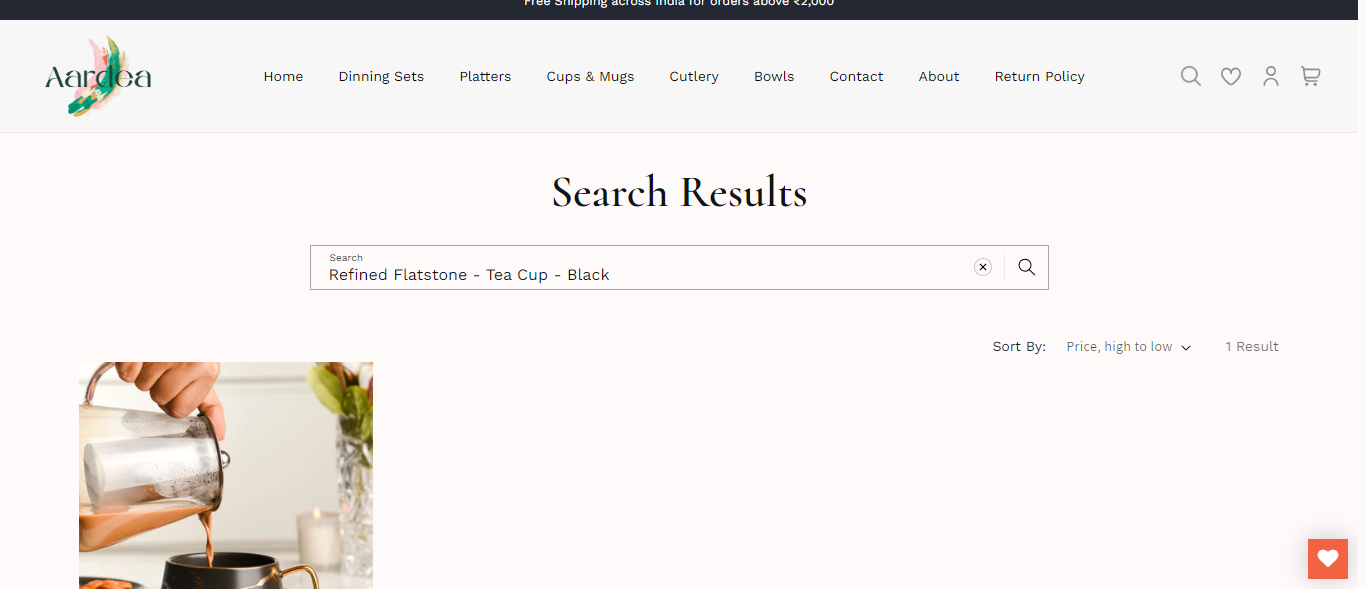 Free Shipping across India for orders above ₹2,000
Aardea
Home Dinning Sets Platters Cups & Mugs Cutlery Bowls Contact About Return Policy
Search Results
Search
Refined Flatstone - Tea Cup - Black
Sort By: Price, high to low 1 Result